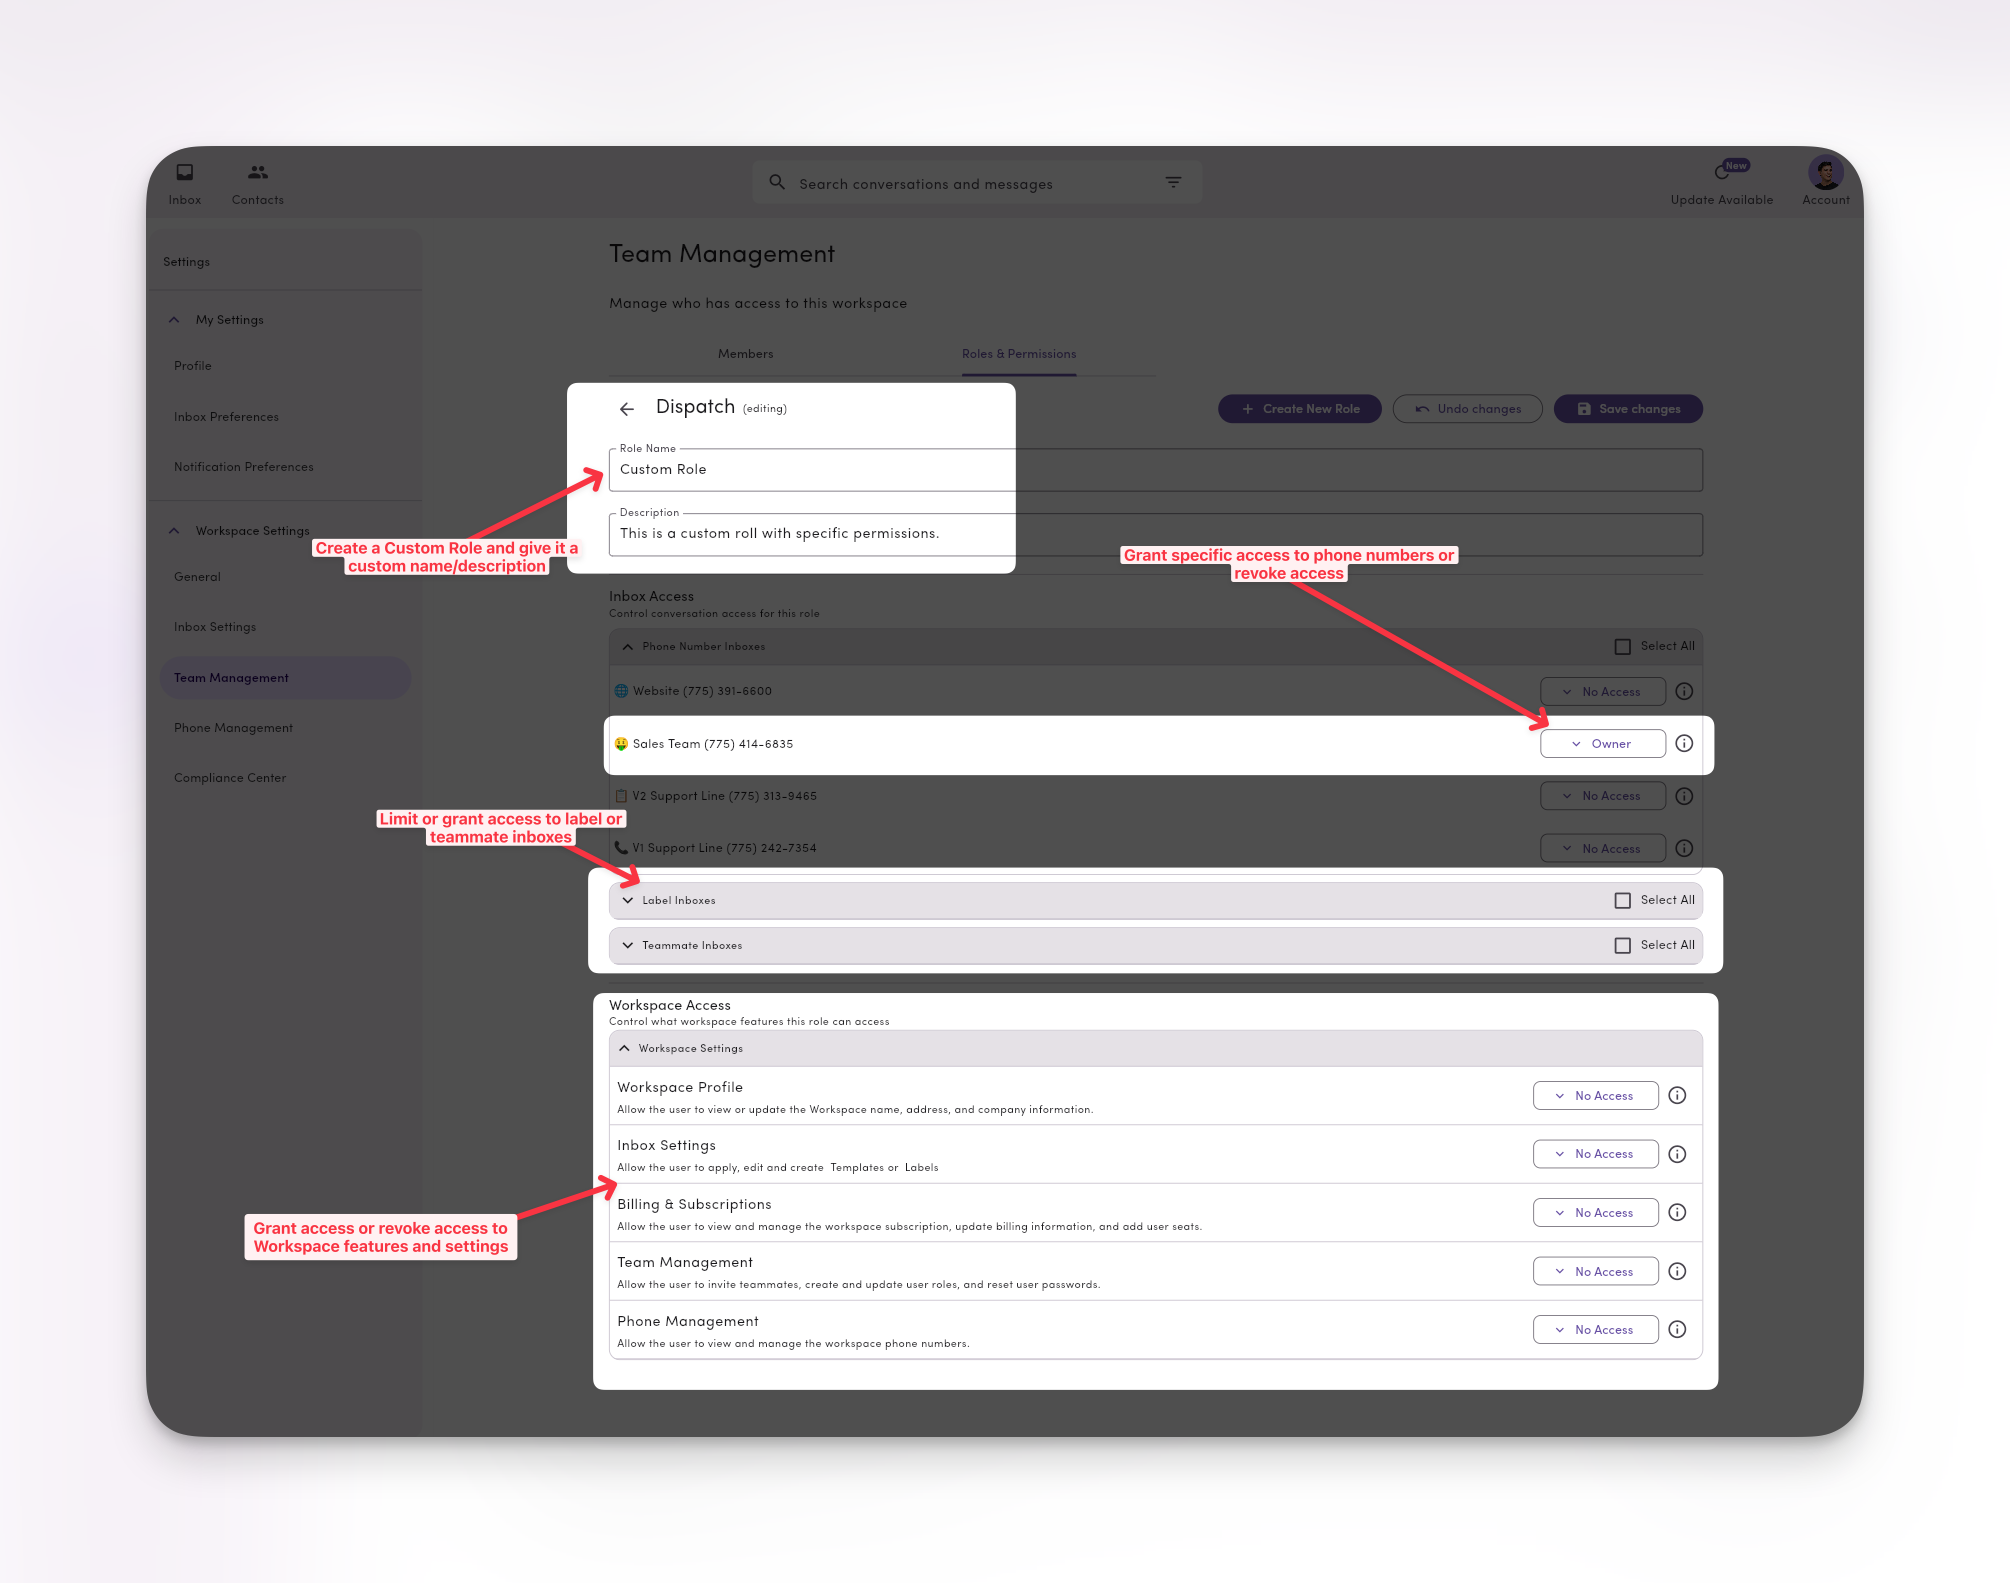 Inbox
Contacts
Search conversations and messages
New
Update Available
Account
Settings
My Settings
Profile
Inbox Preferences
Notification Preferences
Workspace Settings
General
Inbox Settings
Team Management
Phone Management
Compliance Center
Team Management
Manage who has access to this workspace
Members
Roles & Permissions
Dispatch (editing)
Create New Role
Undo changes
Save changes
Role Name
Custom Role
Description
This is a custom roll with specific permissions.
Create a Custom Role and give it a
custom name/description
Grant specific access to phone numbers or
revoke access
Inbox Access
Control conversation access for this role
Phone Number Inboxes
Select All
Website (775) 391-6600
No Access
Sales Team (775) 414-6835
Owner
V2 Support Line (775) 313-9465
No Access
Limit or grant access to label or
teammate inboxes
V1 Support Line (775) 242-7354
No Access
Label Inboxes
Select All
Teammate Inboxes
Select All
Workspace Access
Control what workspace features this role can access
Workspace Settings
Workspace Profile
Allow the user to view or update the Workspace name, address, and company information.
No Access
Inbox Settings
Allow the user to apply, edit and create Templates or Labels
No Access
Grant access or revoke access to
Workspace features and settings
Billing & Subscriptions
Allow the user to view and manage the workspace subscription, update billing information, and add user seats.
No Access
Team Management
Allow the user to invite teammates, create and update user roles, and reset user passwords.
No Access
Phone Management
Allow the user to view and manage the workspace phone numbers.
No Access